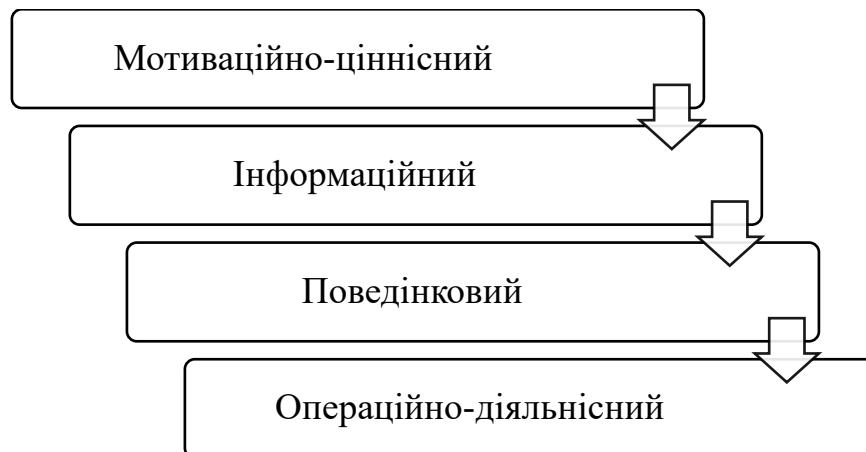 Мотиваційно-ціннісний
Інформаційний
Поведінковий
Операційно-діяльнісний